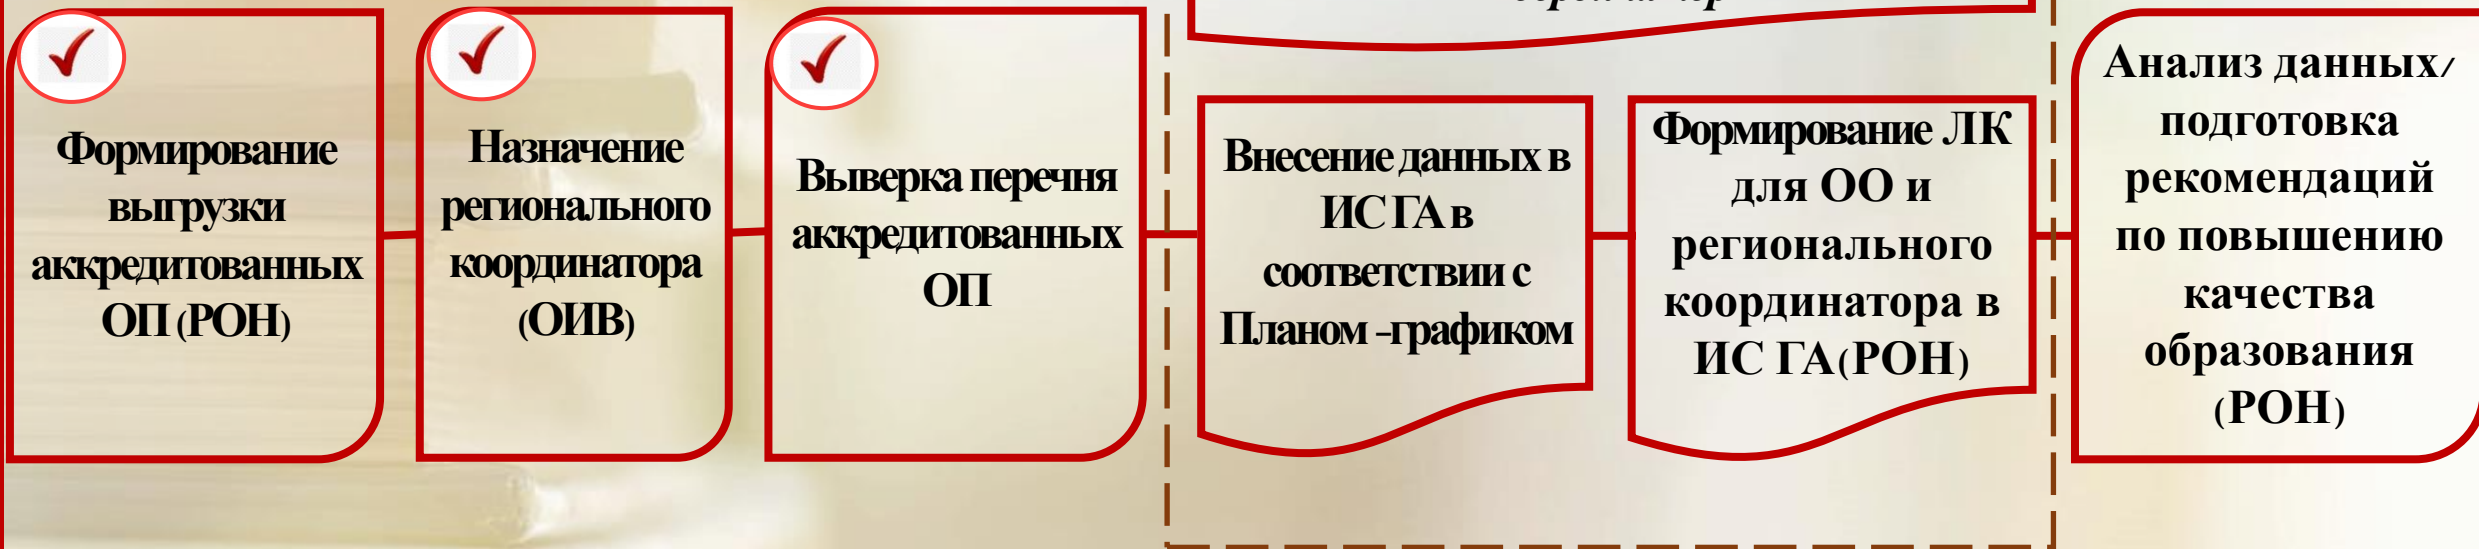 Формирование
выгрузки
аккредитованных
ОП (РОН)
Назначение
регионального
координатора
(ОИВ)
Выверка перечня
аккредитованных
ОП
Внесение данных в
ИС ГА в
соответствии с
Планом -графиком
Формирование ЛК
для ОО и
регионального
координатора в
ИС ГА(РОН)
Анализ данных/
подготовка
рекомендаций
по повышению
качества
образования
(РОН)